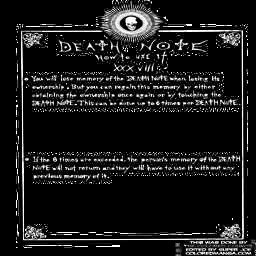 DEATH NOTE
How to use it
XXXVIII
• You will lose memory of the DEATH NOTE when losing its
ownership. But you can regain this memory by either
obtaining the ownership once again or by touching the
DEATH NOTE. This can be done up to 6 times per DEATH NOTE.
• If the 6 times are exceeded, the person's memory of the DEATH
NOTE will not return and they will have to use it without any
previous memory of it.
THIS WAS DONE BY
EDITED BY SUPER JOE
COLOREDMANGA.COM